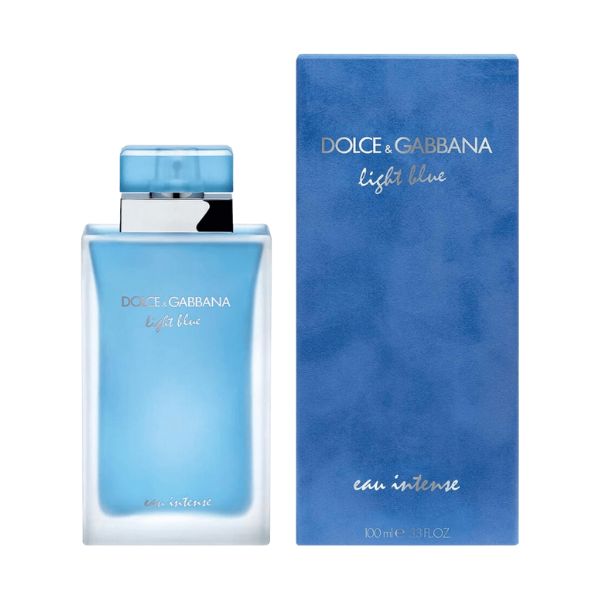 DOLCE & GABBANA
light blue
eau intense
DOLCE & GABBANA
light blue
eau intense
100 ml e 3.3 FL.OZ